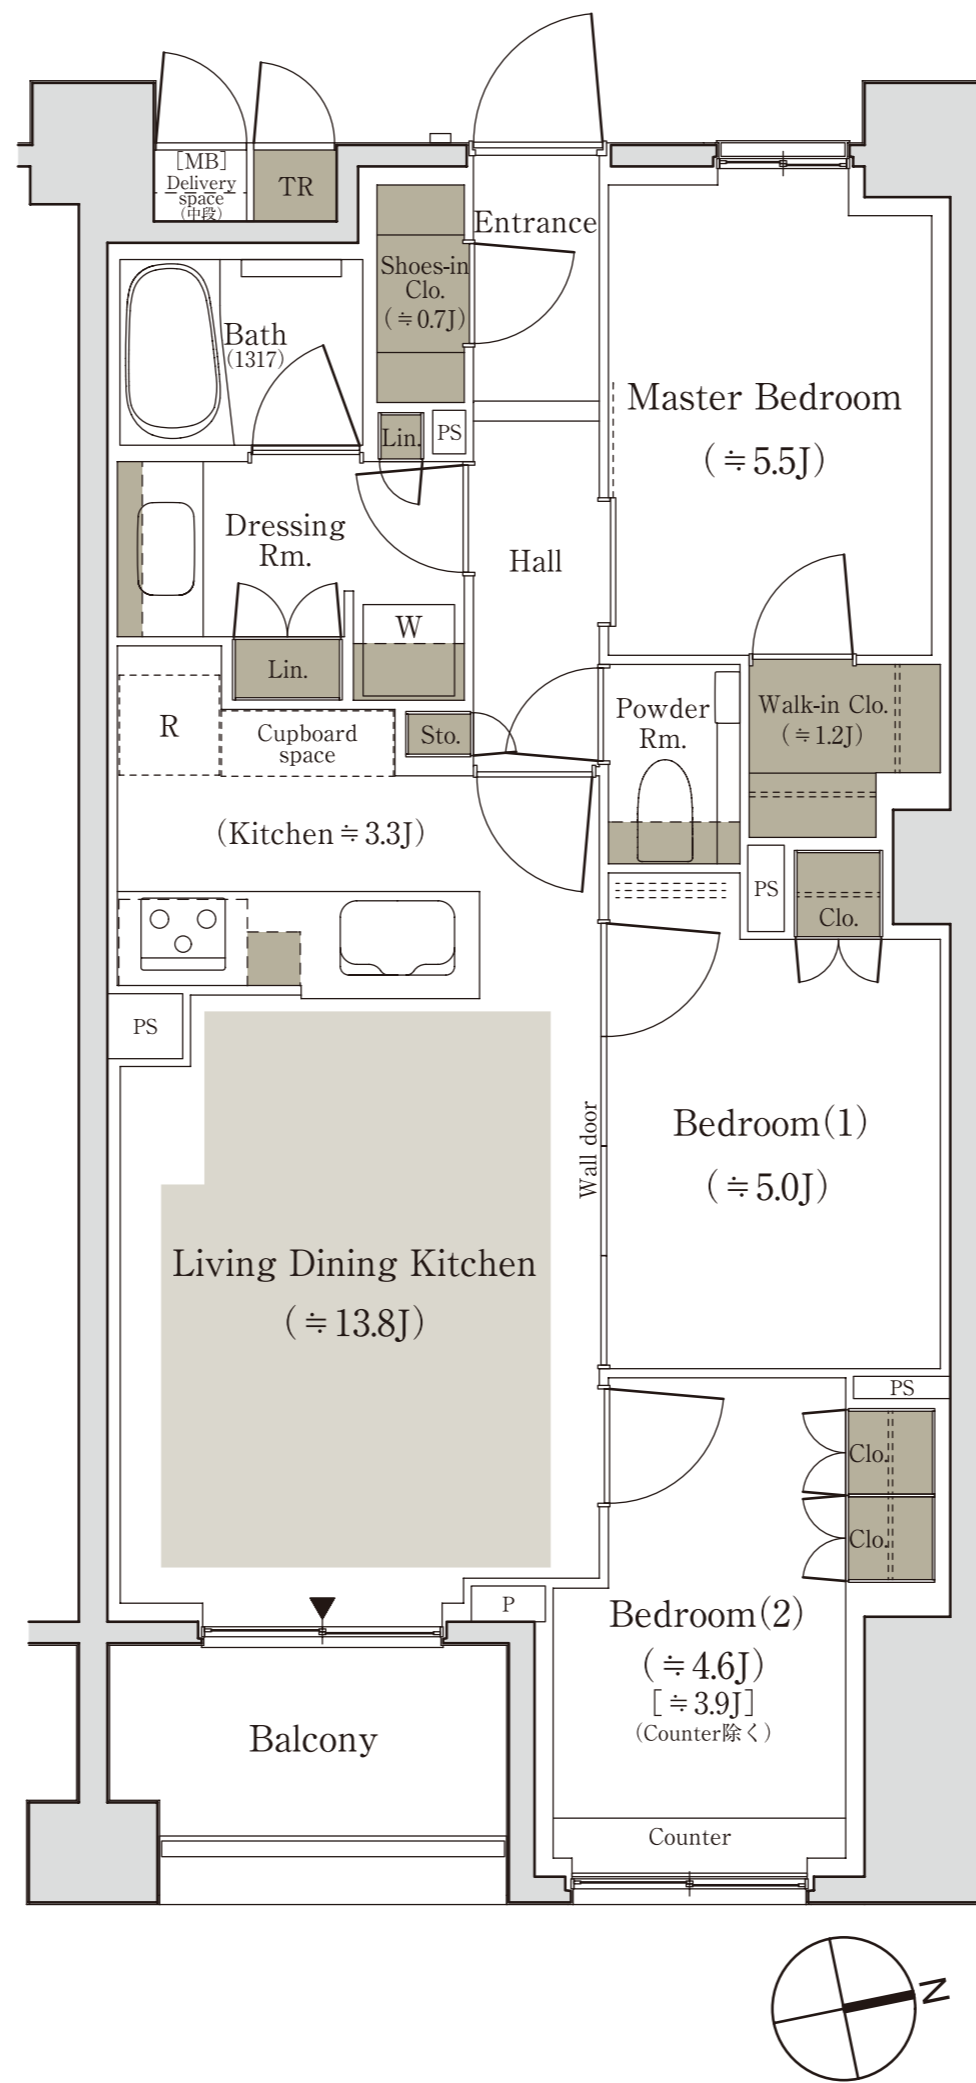 [MB]
Delivery
space
(中段)
TR
Entrance
Shoes-in
Clo.
(≒0.7J)
Bath
(1317)
Master Bedroom
(≒5.5J)
Lin.
PS
Dressing
Rm.
Hall
W
Lin.
R
Cupboard
space
Sto.
Powder
Rm.
Walk-in Clo.
(≒1.2J)
(Kitchen≒3.3J)
PS
Clo.
PS
Wall door
Bedroom(1)
(≒5.0J)
Living Dining Kitchen
(≒13.8J)
PS
Clo.
Clo.
P
Bedroom(2)
(≒4.6J)
[≒3.9J]
(Counter除く)
Balcony
Counter
N